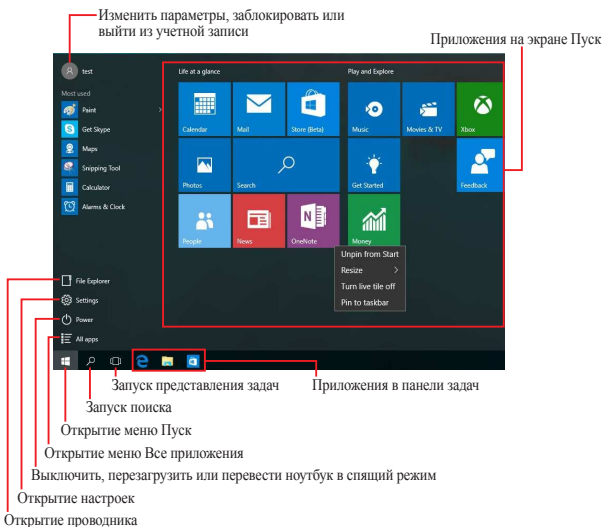 Изменить параметры, заблокировать или
выйти из учетной записи
Приложения на экране Пуск
test
Life at a glance
Play and Explore
Most used
Paint
Get Skype
Maps
Snipping Tool
Calculator
Alarms & Clock
Calendar
Mail
Store (Beta)
Music
Movies & TV
Xbox
Photos
Search
Get Started
Feedback
People
News
OneNote
Money
Unpin from Start
Resize
Turn live tile off
Pin to taskbar
File Explorer
Settings
Power
All apps
Запуск представления задач
Приложения в панели задач
Запуск поиска
Открытие меню Пуск
Открытие меню Все приложения
Выключить, перезагрузить или перевести ноутбук в спящий режим
Открытие настроек
Открытие проводника